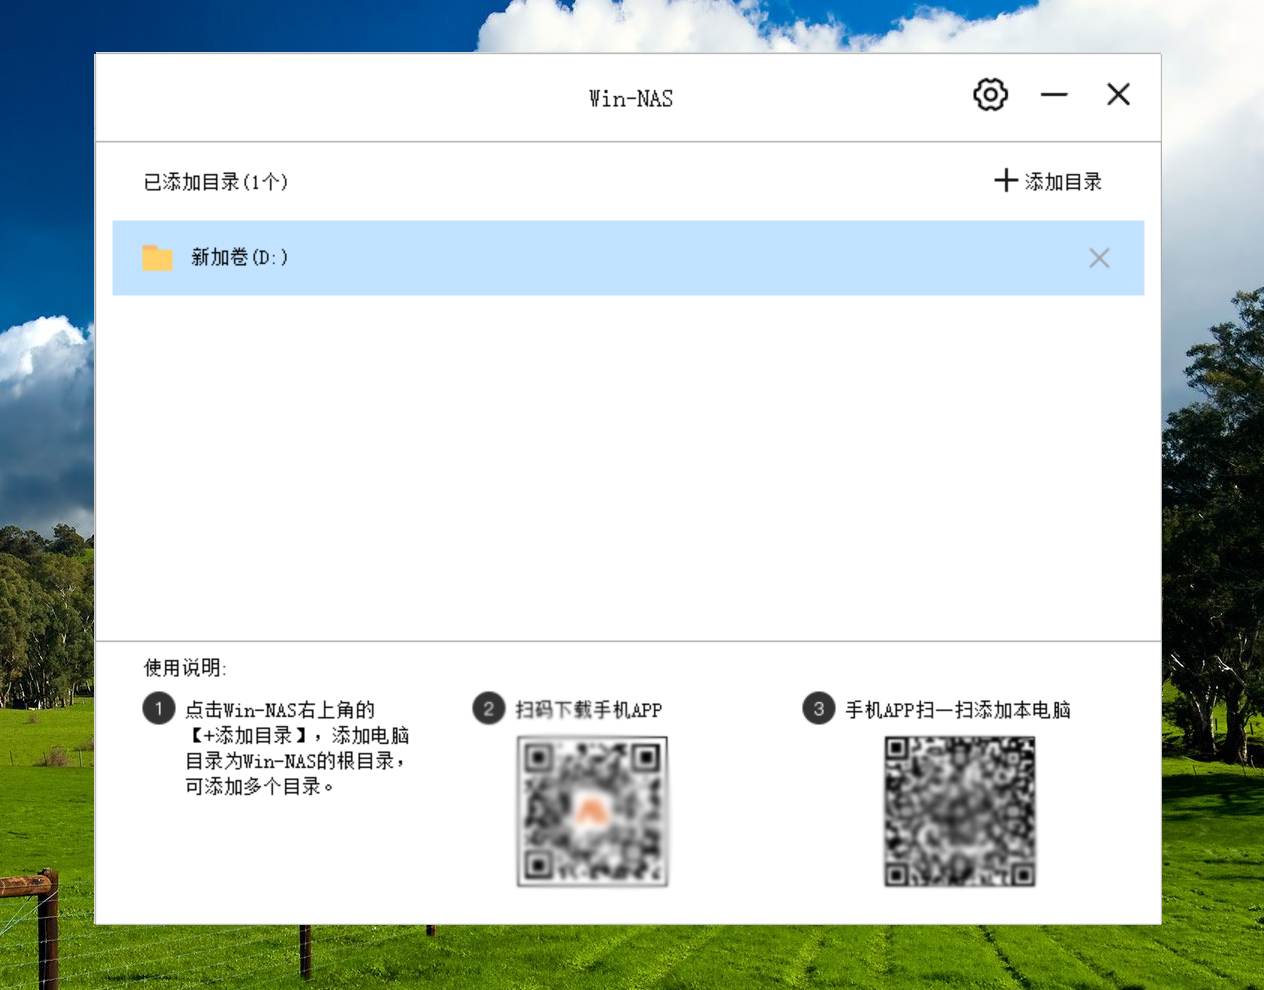 Win-NAS
已添加目录(1个)
添加目录
新加卷(D:)
使用说明:
1 点击Win-NAS右上角的
【+添加目录】，添加电脑
目录为Win-NAS的根目录，
可添加多个目录。
2 扫码下载手机APP
3 手机APP扫一扫添加本电脑